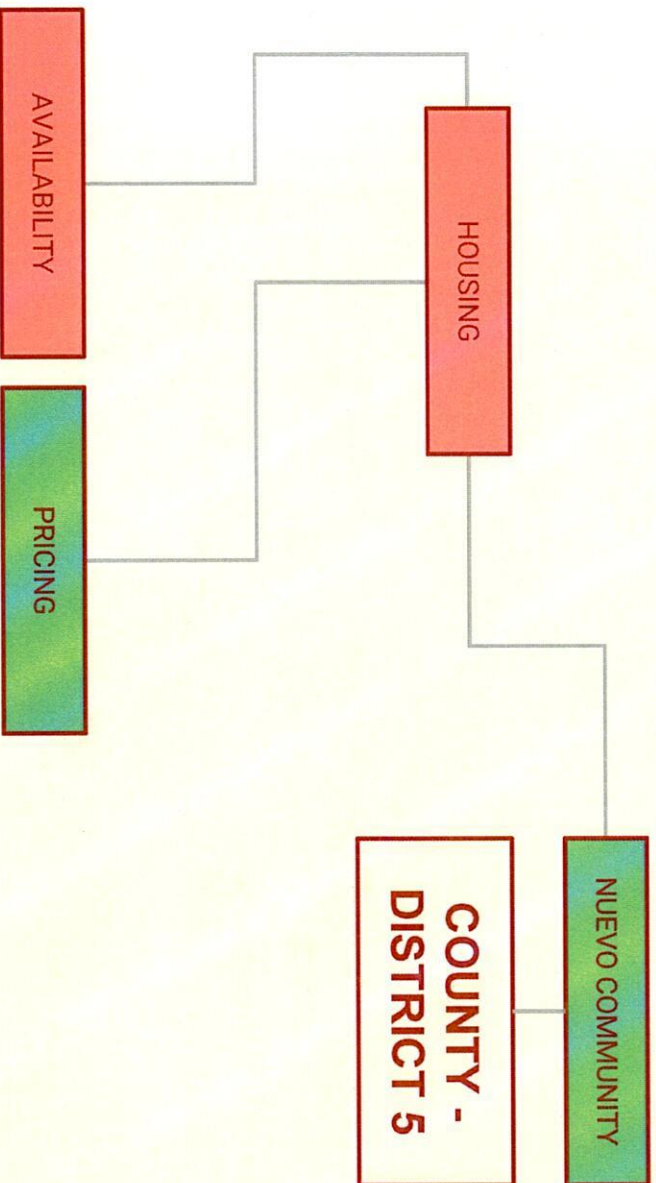 NUEVO COMMUNITY
HOUSING
COUNTY -
DISTRICT 5
AVAILABILITY
PRICING